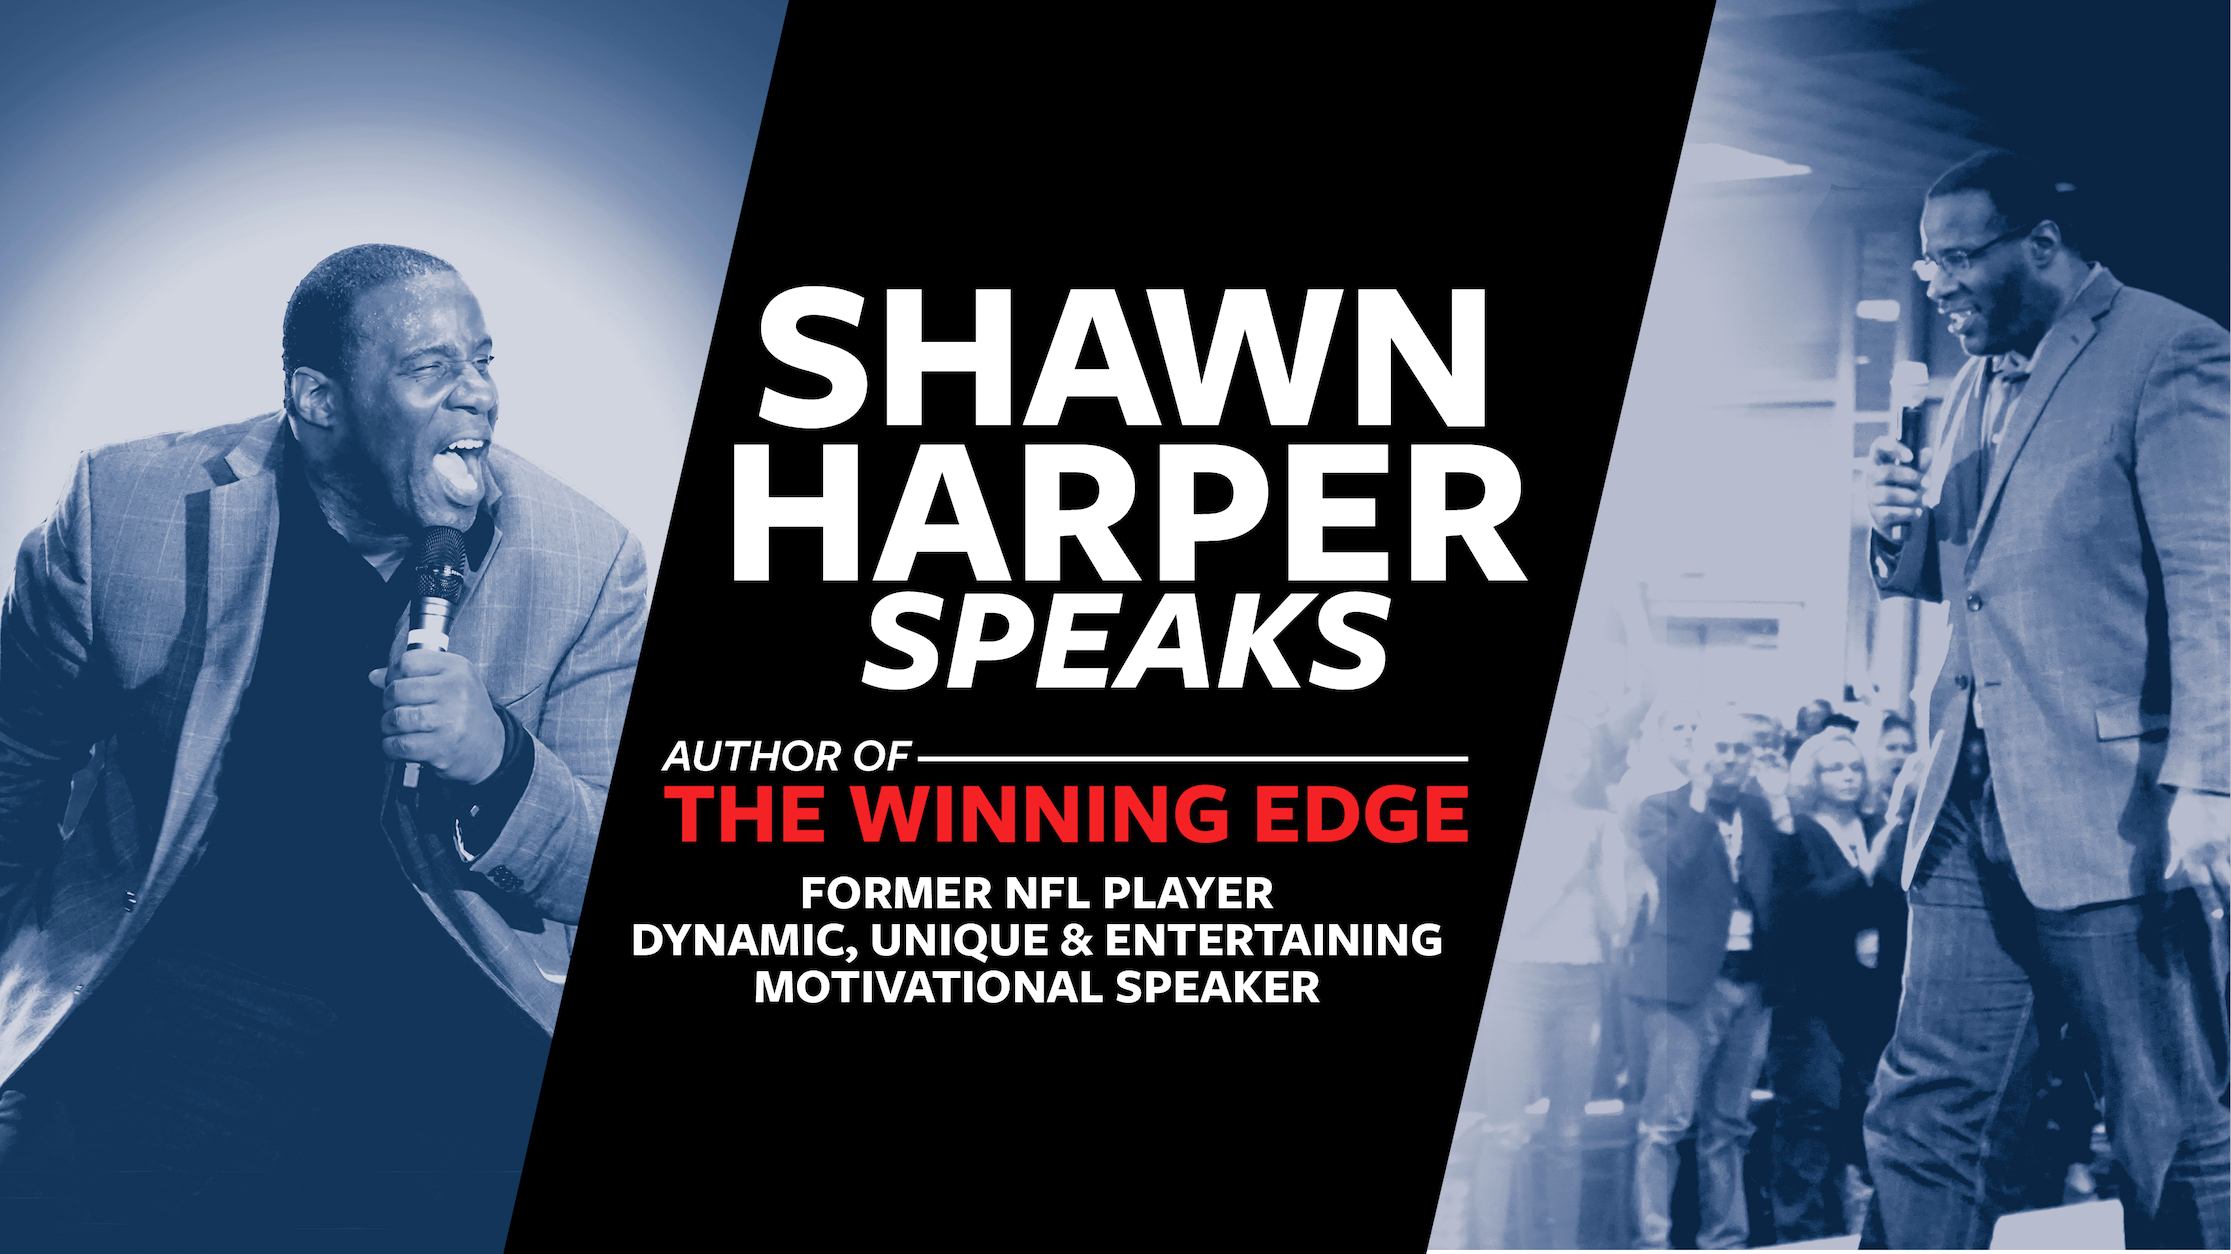 SHAWN
HARPER
SPEAKS
AUTHOR OF
THE WINNING EDGE
FORMER NFL PLAYER
DYNAMIC, UNIQUE & ENTERTAINING
MOTIVATIONAL SPEAKER